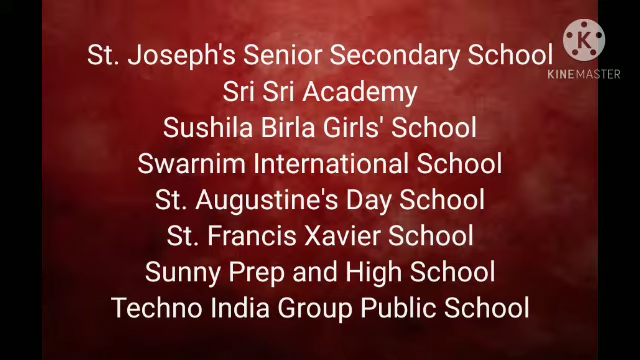 St. Joseph's Senior Secondary School
Sri Sri Academy
Sushila Birla Girls' School
Swarnim International School
St. Augustine's Day School
St. Francis Xavier School
Sunny Prep and High School
Techno India Group Public School
KINEMASTER